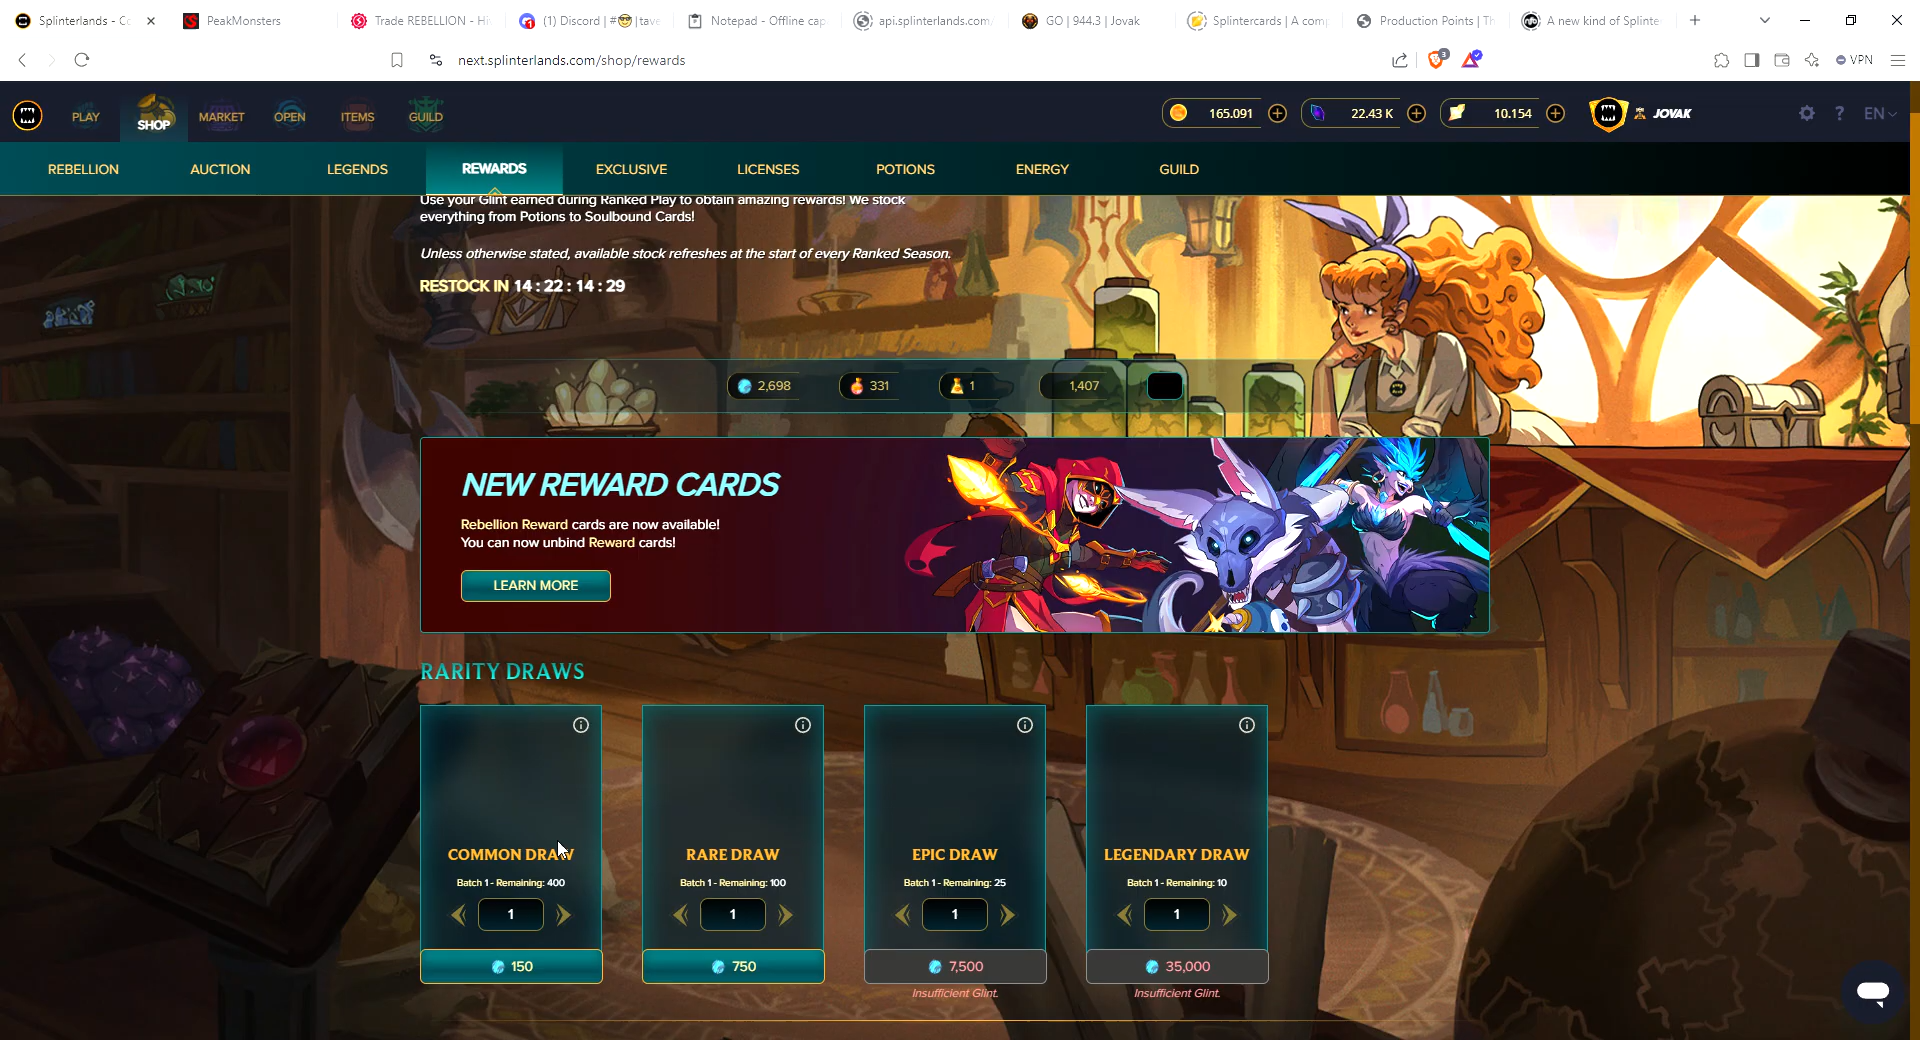 Splinterlands - Co
PeakMonsters
Trade REBELLION - Hi
(1) Discord | #😎 | tave
Notepad - Offline cap
api.splinterlands.com/
GO | 944.3 | Jovak
Splintercards | A comp
Production Points | Th
A new kind of Splinte
next.splinterlands.com/shop/rewards
3
VPN
PLAY
SHOP
MARKET
OPEN
ITEMS
GUILD
165.091
22.43 K
10.154
JOVAK
EN
REBELLION
AUCTION
LEGENDS
REWARDS
EXCLUSIVE
LICENSES
POTIONS
ENERGY
GUILD
Use your Glint earned during Ranked Play to obtain amazing rewards! We stock
everything from Potions to Soulbound Cards!
Unless otherwise stated, available stock refreshes at the start of every Ranked Season.
RESTOCK IN 14 : 22 : 14 : 29
2,698
331
1
1,407
NEW REWARD CARDS
Rebellion Reward cards are now available!
You can now unbind Reward cards!
LEARN MORE
RARITY DRAWS
COMMON DRAW
Batch 1 - Remaining: 400
1
150
RARE DRAW
Batch 1 - Remaining: 100
1
750
EPIC DRAW
Batch 1 - Remaining: 25
1
7,500
Insufficient Glint.
LEGENDARY DRAW
Batch 1 - Remaining: 10
1
35,000
Insufficient Glint.